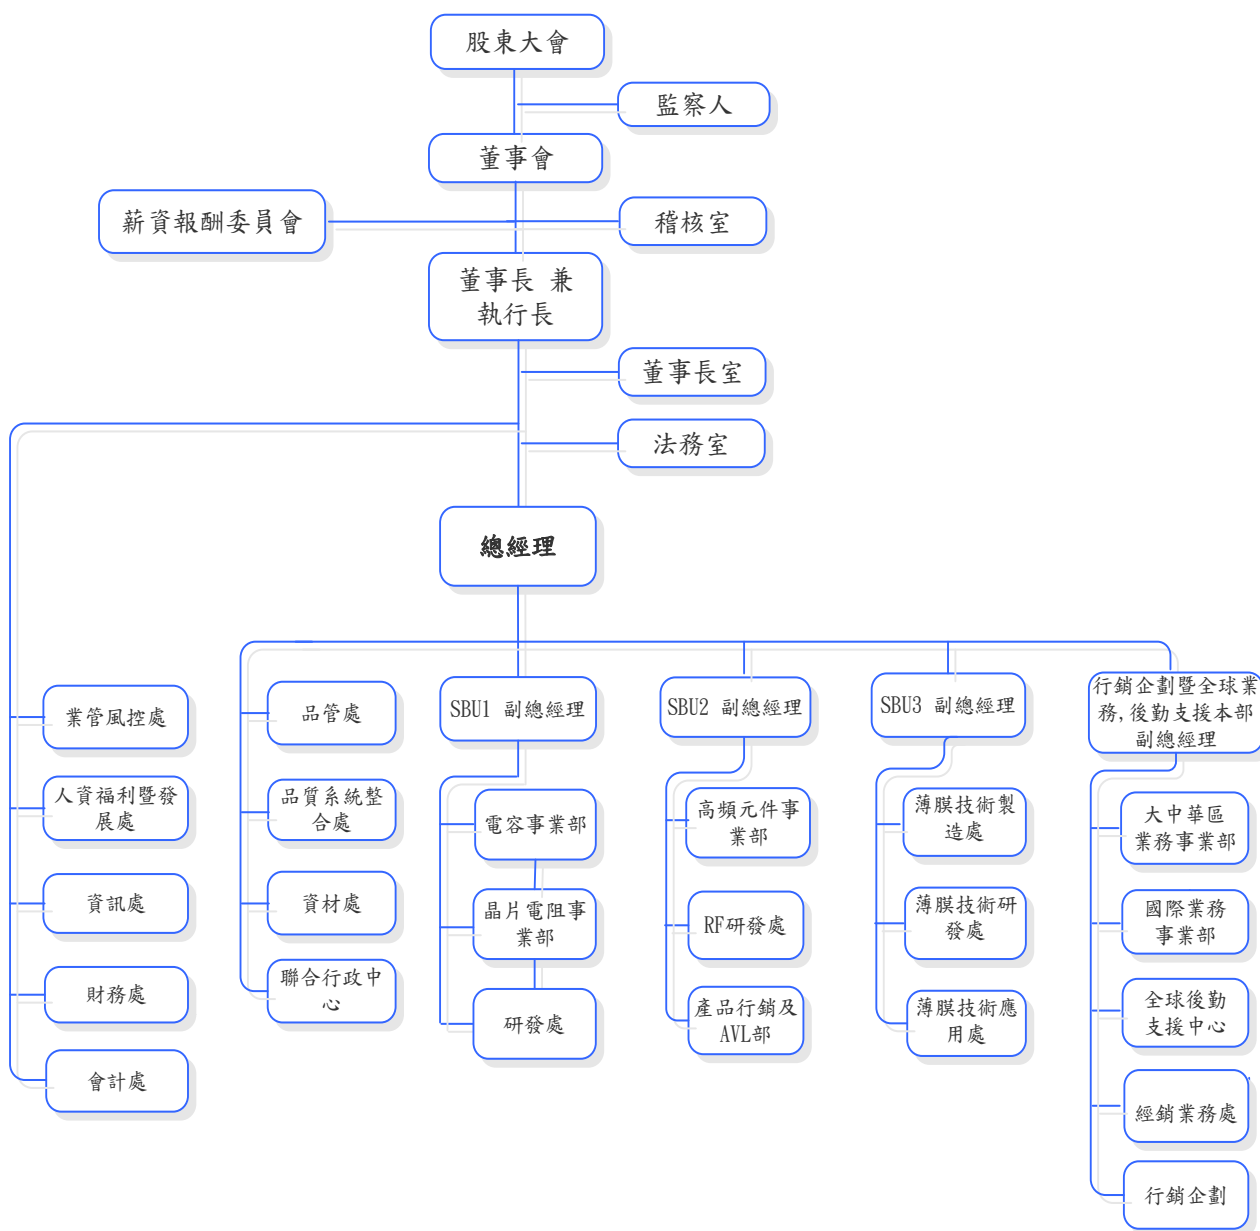 股東大會
監察人
董事會
薪資報酬委員會
稽核室
董事長 兼
執行長
董事長室
法務室
總經理
業管風控處
人資福利暨發
展處
資訊處
財務處
會計處
品管處
品質系統整
合處
資材處
聯合行政中
心
SBU1 副總經理
電容事業部
晶片電阻事
業部
研發處
SBU2 副總經理
高頻元件事
業部
RF研發處
產品行銷及
AVL部
SBU3 副總經理
薄膜技術製
造處
薄膜技術研
發處
薄膜技術應
用處
行銷企劃暨全球業
務,後勤支援本部
副總經理
大中華區
業務事業部
國際業務
事業部
全球後勤
支援中心
經銷業務處
行銷企劃